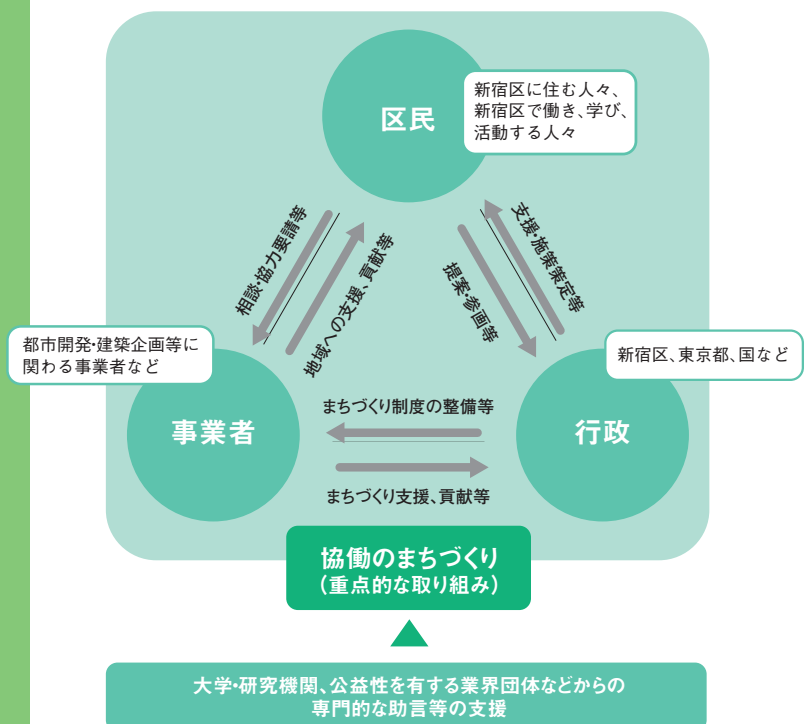 区民
新宿区に住む人々、
新宿区で働き、学び、
活動する人々
相談・協力要請等
地域への支援、貢献等
提案・参画等
支援・施策策定等
都市開発・建築企画等に
関わる事業者など
新宿区、東京都、国など
事業者
まちづくり制度の整備等
行政
まちづくり支援、貢献等
協働のまちづくり
（重点的な取り組み）
大学・研究機関、公益性を有する業界団体などからの
専門的な助言等の支援